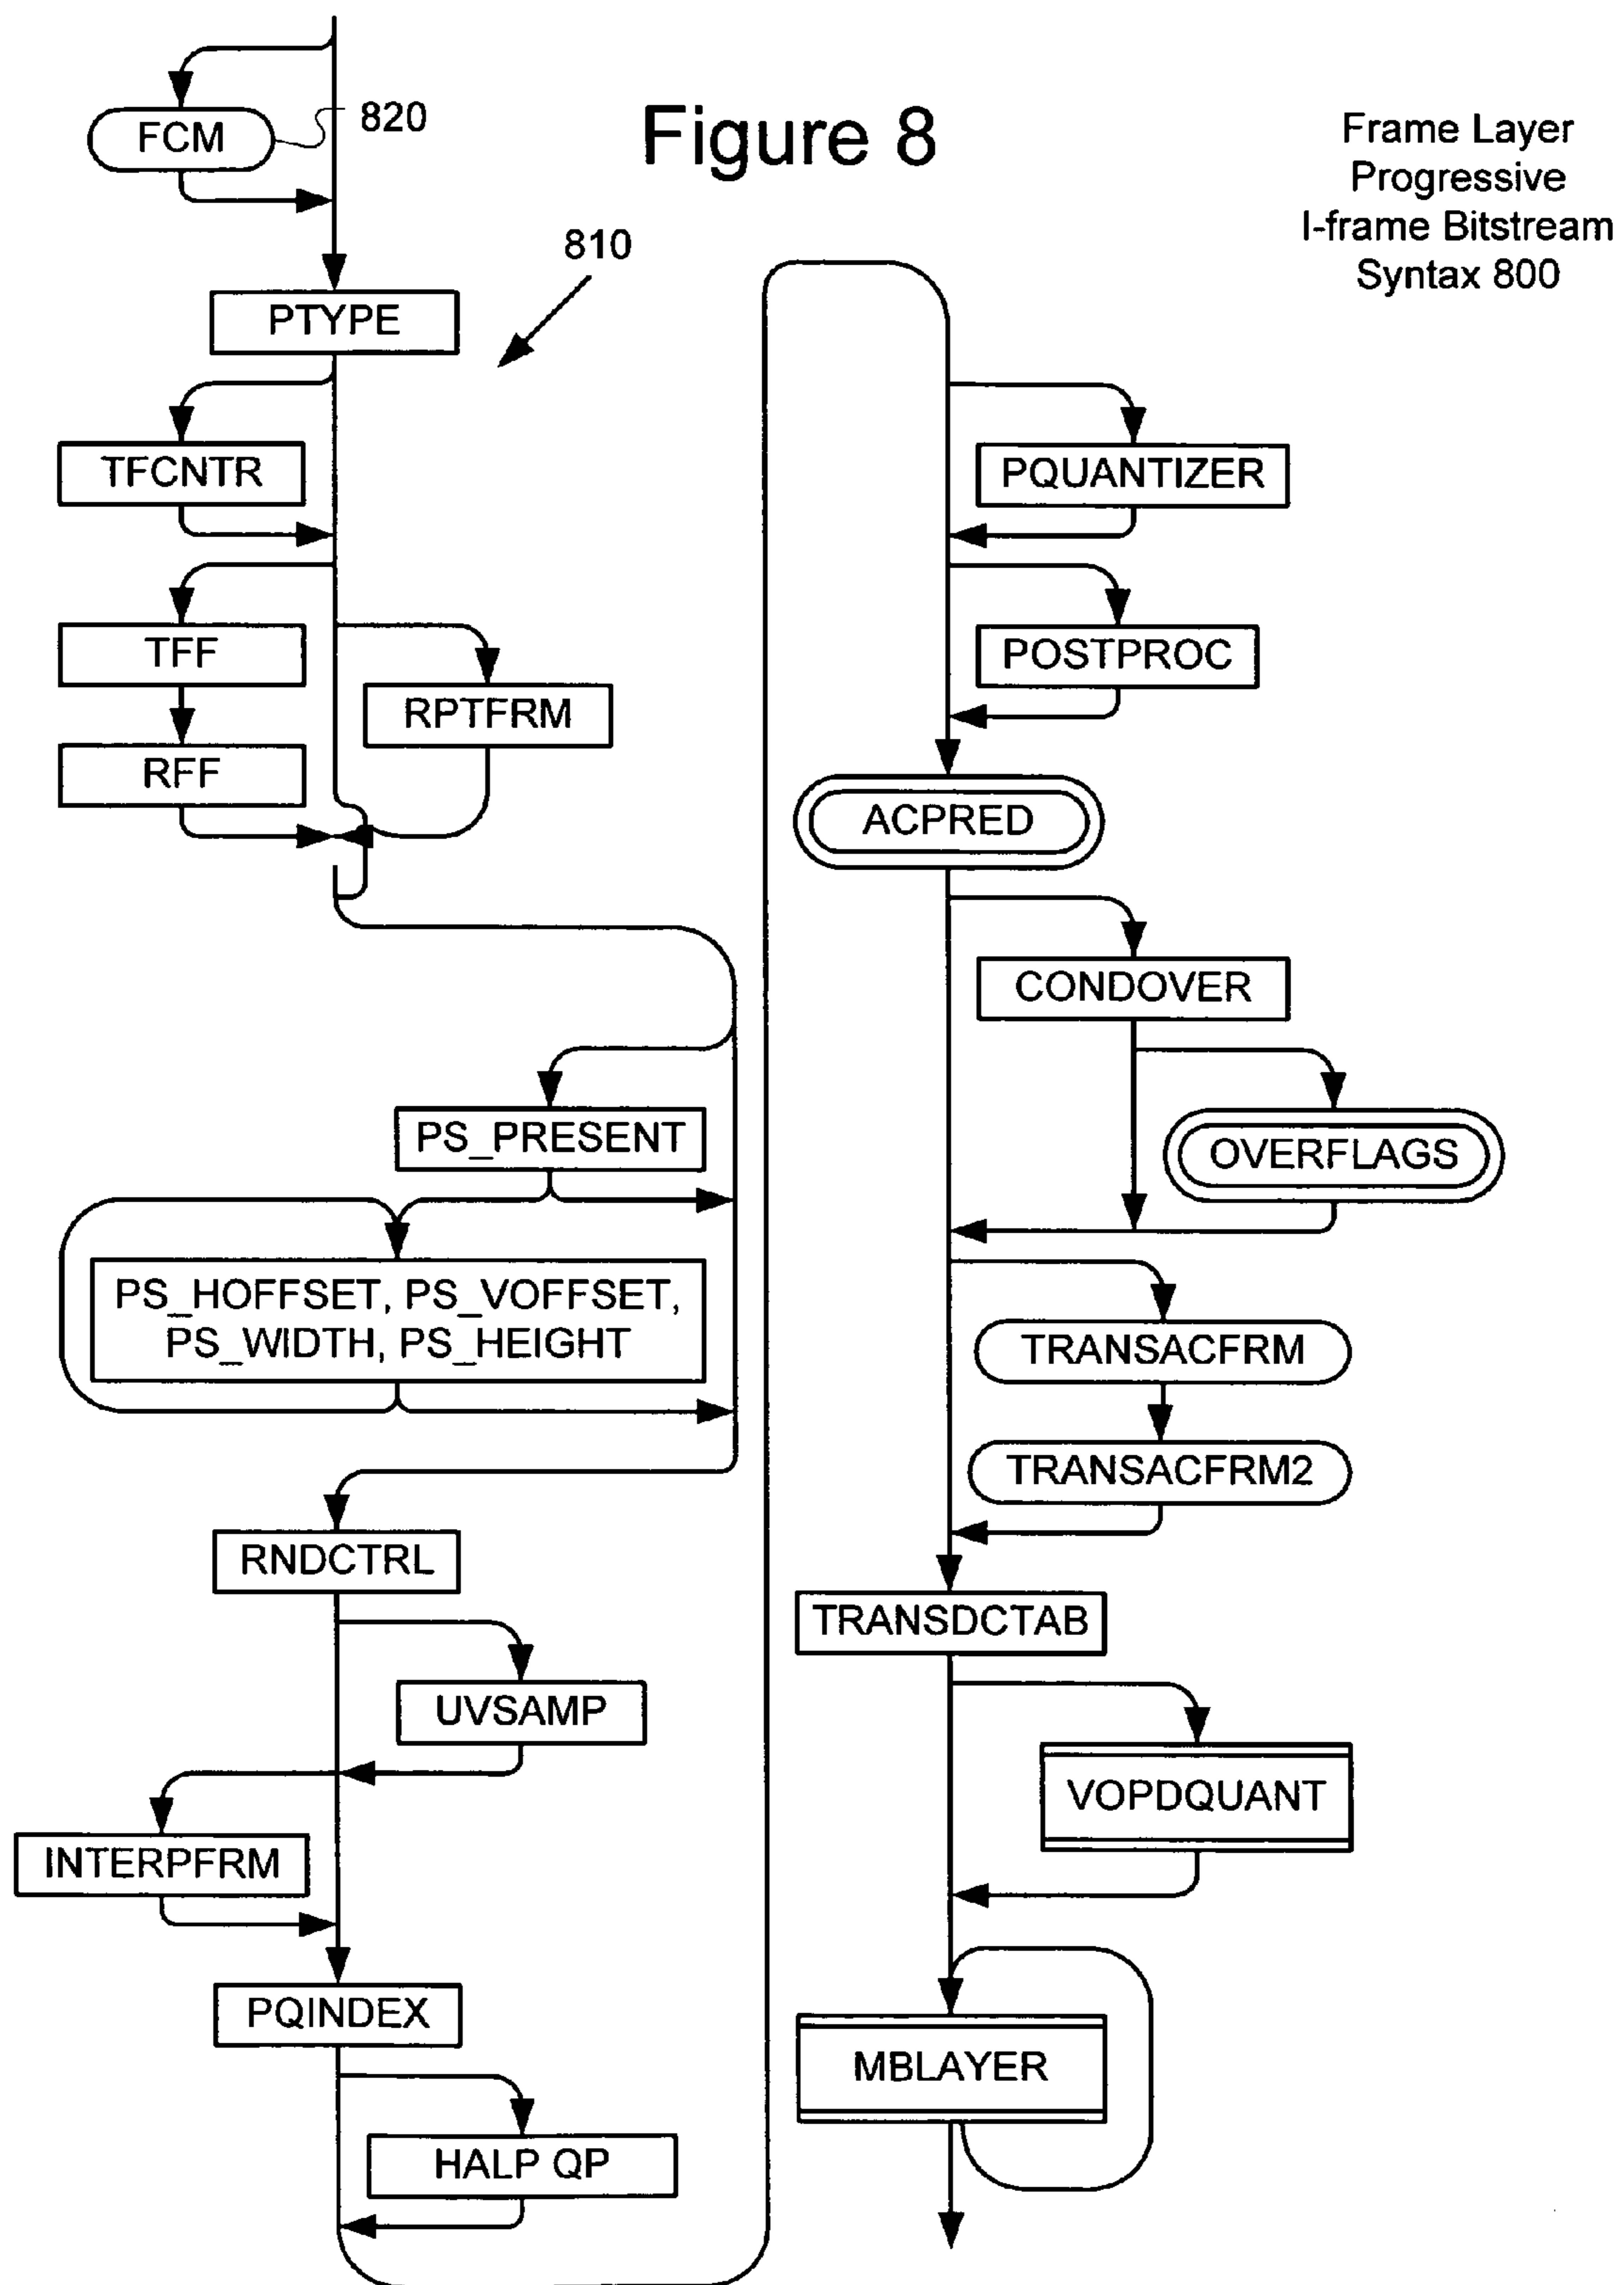 Figure 8
Frame Layer
Progressive
I-frame Bitstream
Syntax 800
FCM
820
810
PTYPE
TFCNTR
TFF
RPTFRM
RFF
PS_PRESENT
PS_HOFFSET, PS_VOFFSET,
PS_WIDTH, PS_HEIGHT
RNDCTRL
UVSAMP
INTERPFRM
PQINDEX
HALP QP
PQUANTIZER
POSTPROC
ACPRED
CONDOVER
OVERFLAGS
TRANSACFRM
TRANSACFRM2
TRANSDCTAB
VOPDQUANT
MBLAYER